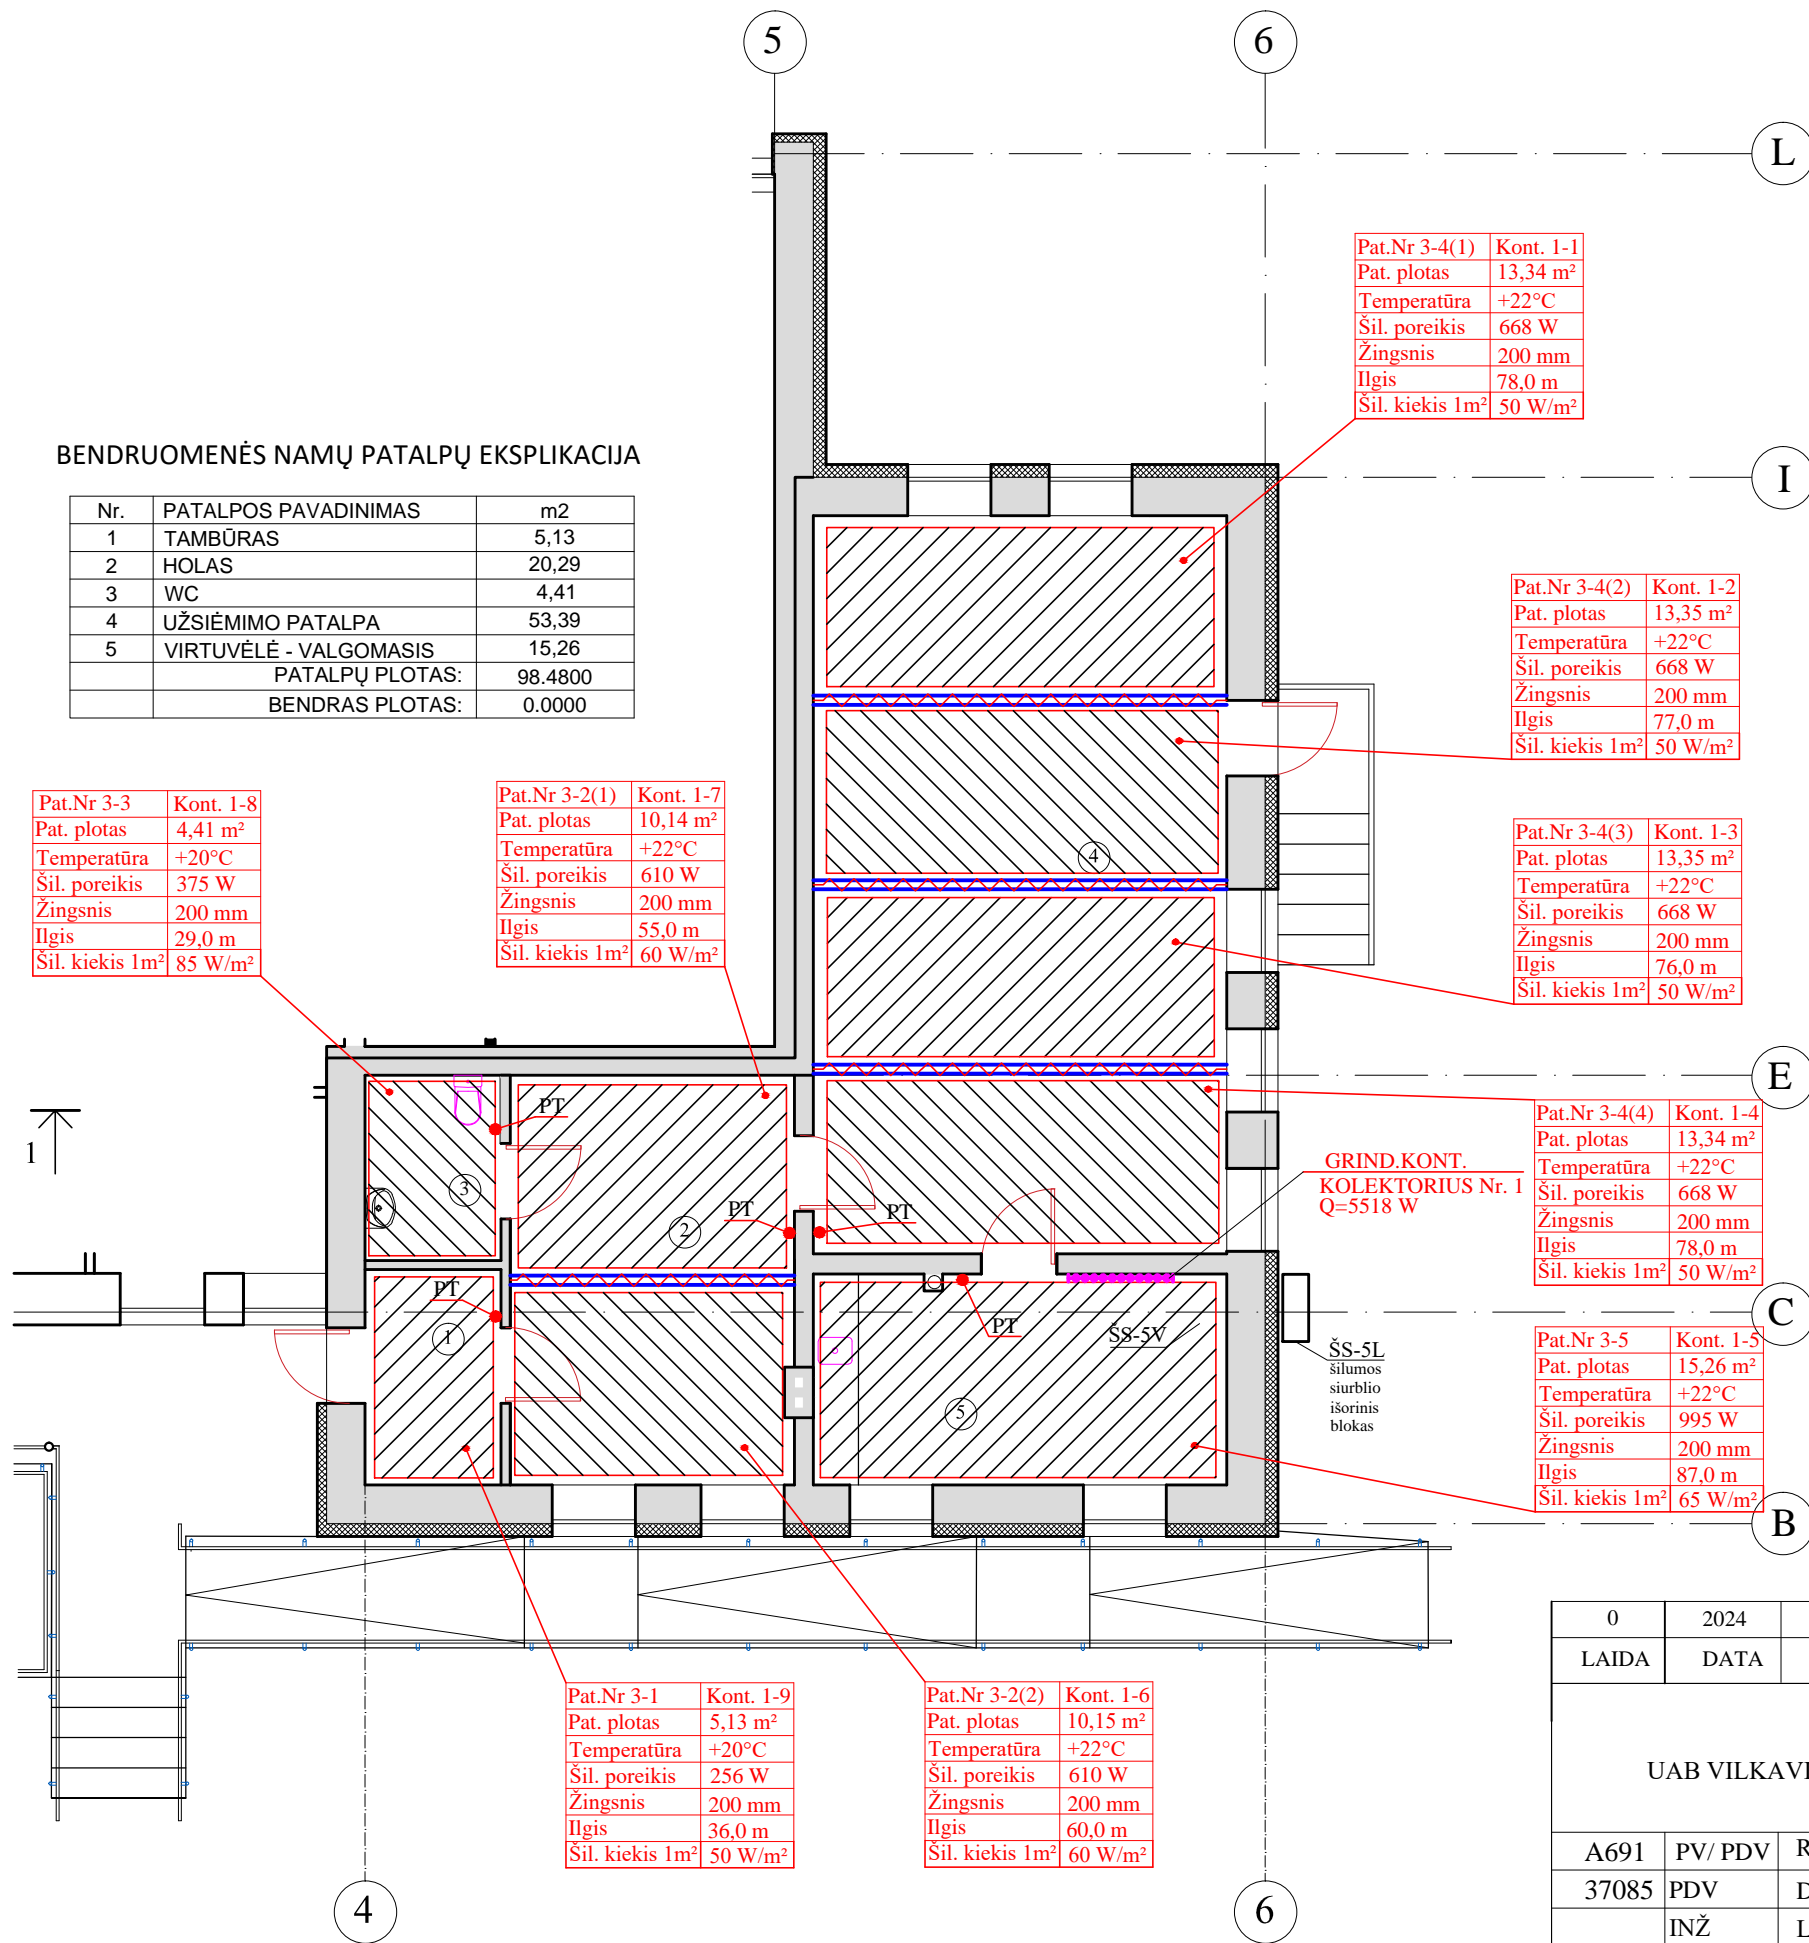 5
6
L
I
E
C
B
4
6
Pat.Nr 3-4(1) Kont. 1-1
Pat. plotas 13,34 m²
Temperatūra +22°C
Šil. poreikis 668 W
Žingsnis 200 mm
Ilgis 78,0 m
Šil. kiekis 1m² 50 W/m²
BENDRUOMENĖS NAMŲ PATALPŲ EKSPLIKACIJA
Nr. PATALPOS PAVADINIMAS m2
1 TAMBŪRAS 5,13
2 HOLAS 20,29
3 WC 4,41
4 UŽSIĖMIMO PATALPA 53,39
5 VIRTUVĖLĖ - VALGOMASIS 15,26
PATALPŲ PLOTAS: 98.4800
BENDRAS PLOTAS: 0.0000
Pat.Nr 3-4(2) Kont. 1-2
Pat. plotas 13,35 m²
Temperatūra +22°C
Šil. poreikis 668 W
Žingsnis 200 mm
Ilgis 77,0 m
Šil. kiekis 1m² 50 W/m²
Pat.Nr 3-3 Kont. 1-8
Pat. plotas 4,41 m²
Temperatūra +20°C
Šil. poreikis 375 W
Žingsnis 200 mm
Ilgis 29,0 m
Šil. kiekis 1m² 85 W/m²
Pat.Nr 3-2(1) Kont. 1-7
Pat. plotas 10,14 m²
Temperatūra +22°C
Šil. poreikis 610 W
Žingsnis 200 mm
Ilgis 55,0 m
Šil. kiekis 1m² 60 W/m²
Pat.Nr 3-4(3) Kont. 1-3
Pat. plotas 13,35 m²
Temperatūra +22°C
Šil. poreikis 668 W
Žingsnis 200 mm
Ilgis 76,0 m
Šil. kiekis 1m² 50 W/m²
4
Pat.Nr 3-4(4) Kont. 1-4
Pat. plotas 13,34 m²
Temperatūra +22°C
Šil. poreikis 668 W
Žingsnis 200 mm
Ilgis 78,0 m
Šil. kiekis 1m² 50 W/m²
1
PT
3
2
PT
PT
GRIND.KONT.
KOLEKTORIUS Nr. 1
Q=5518 W
PT
1
PT
ŠS-5V
5
ŠS-5L
šilumos
siurblio
išorinis
blokas
Pat.Nr 3-5 Kont. 1-5
Pat. plotas 15,26 m²
Temperatūra +22°C
Šil. poreikis 995 W
Žingsnis 200 mm
Ilgis 87,0 m
Šil. kiekis 1m² 65 W/m²
Pat.Nr 3-1 Kont. 1-9
Pat. plotas 5,13 m²
Temperatūra +20°C
Šil. poreikis 256 W
Žingsnis 200 mm
Ilgis 36,0 m
Šil. kiekis 1m² 50 W/m²
Pat.Nr 3-2(2) Kont. 1-6
Pat. plotas 10,15 m²
Temperatūra +22°C
Šil. poreikis 610 W
Žingsnis 200 mm
Ilgis 60,0 m
Šil. kiekis 1m² 60 W/m²
0 2024
LAIDA DATA
UAB VILKAVI
A691 PV/ PDV R
37085 PDV D
INŽ L